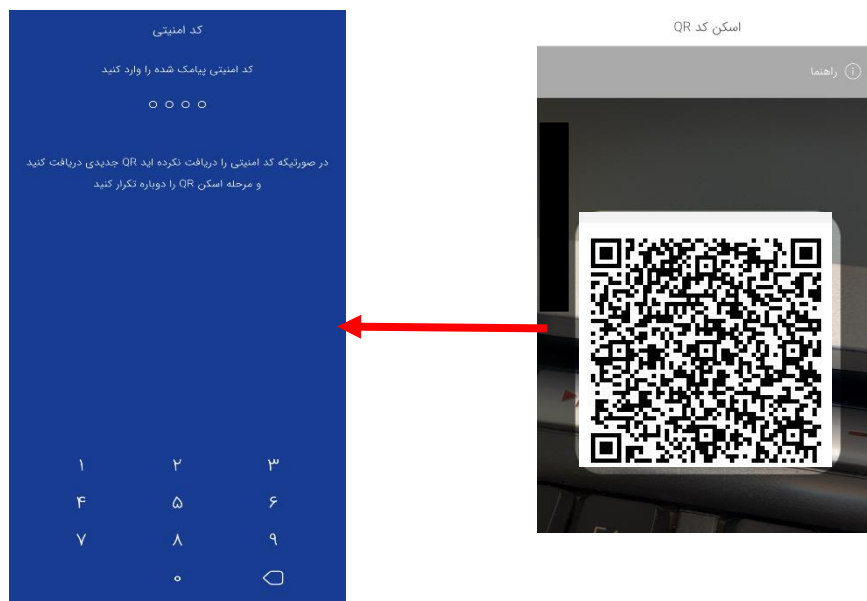 اسکن کد QR
راهنما
کد امنیتی
کد امنیتی پیامک شده را وارد کنید
در صورتیکه کد امنیتی را دریافت نکرده اید QR جدیدی دریافت کنید
و مرحله اسکن QR را دوباره تکرار کنید
۱ ۲ ۳
۴ ۵ ۶
۷ ۸ ۹
۰